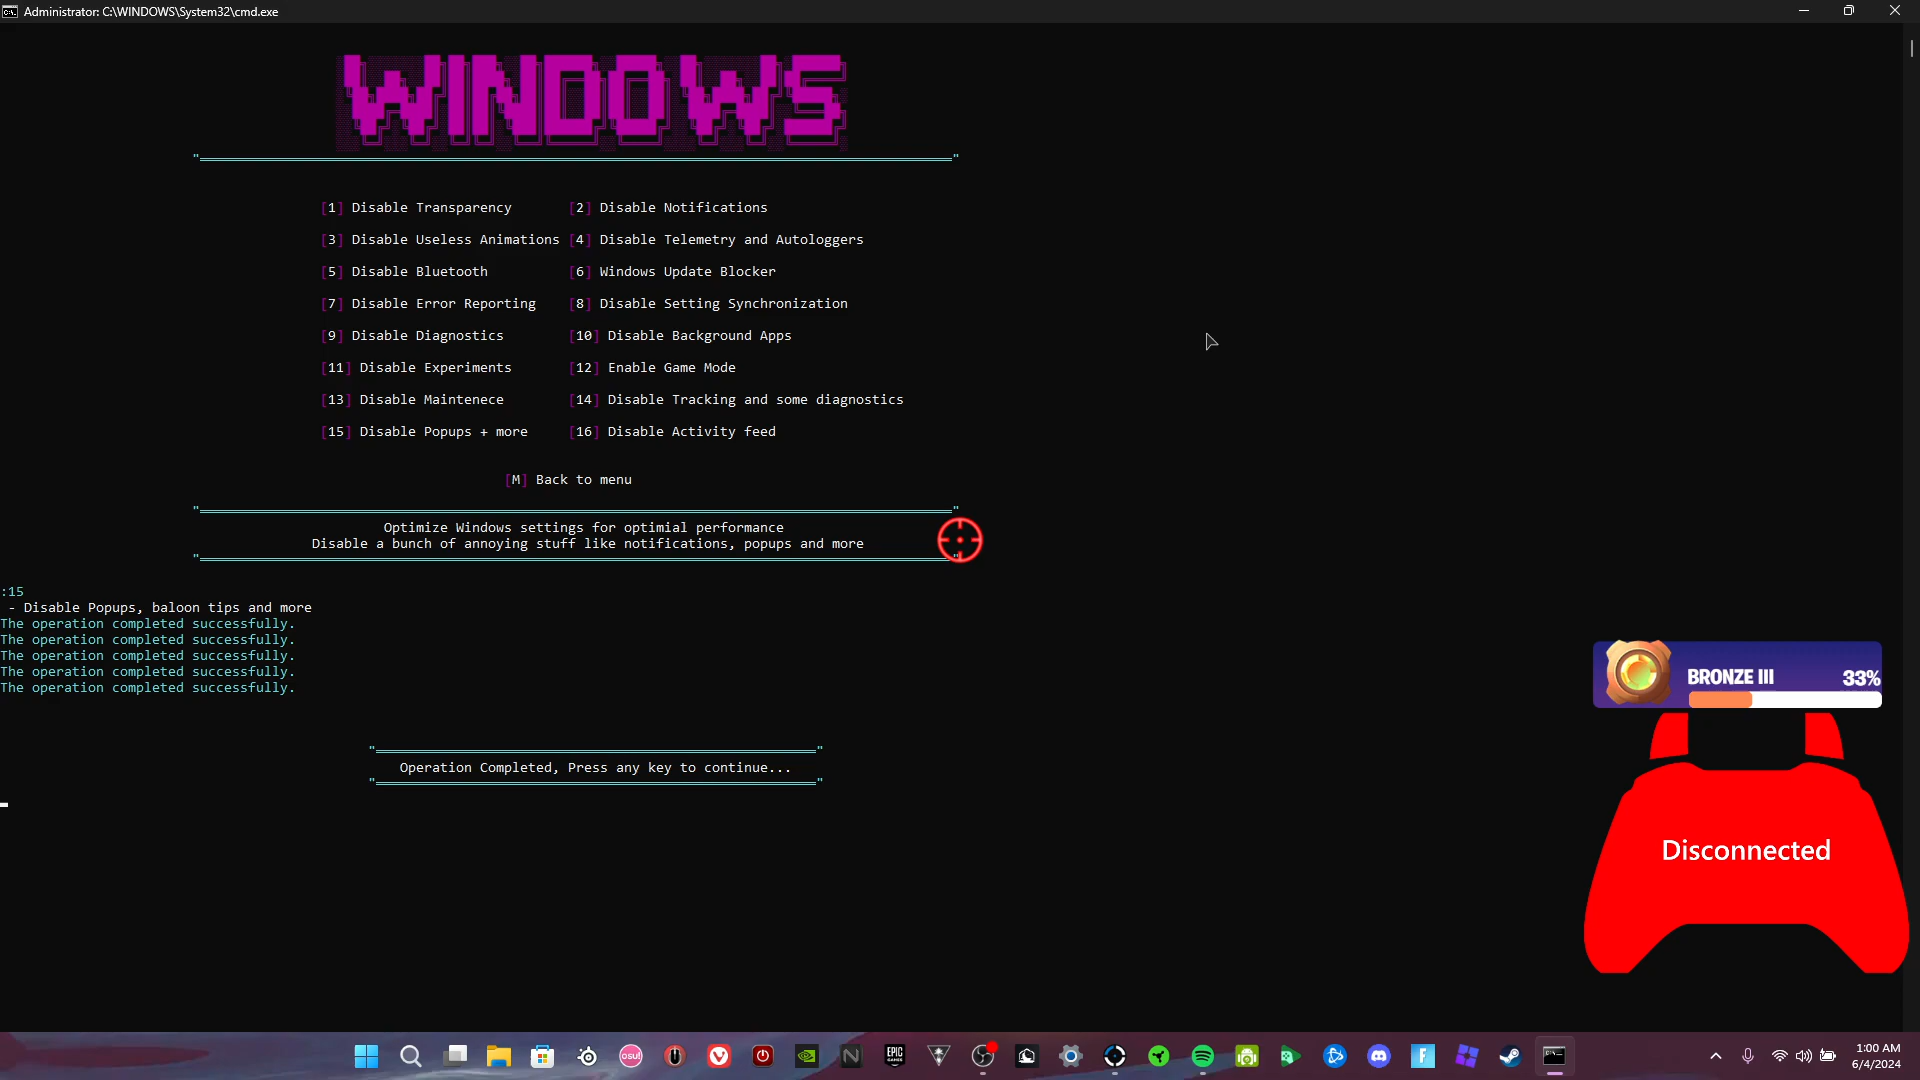 Administrator: C:\WINDOWS\System32\cmd.exe
WINDOWS
[1] Disable Transparency [2] Disable Notifications
[3] Disable Useless Animations [4] Disable Telemetry and Autologgers
[5] Disable Bluetooth [6] Windows Update Blocker
[7] Disable Error Reporting [8] Disable Setting Synchronization
[9] Disable Diagnostics [10] Disable Background Apps
[11] Disable Experiments [12] Enable Game Mode
[13] Disable Maintenece [14] Disable Tracking and some diagnostics
[15] Disable Popups + more [16] Disable Activity feed
[M] Back to menu
Optimize Windows settings for optimial performance
Disable a bunch of annoying stuff like notifications, popups and more
:15
- Disable Popups, baloon tips and more
The operation completed successfully.
The operation completed successfully.
The operation completed successfully.
The operation completed successfully.
The operation completed successfully.
Operation Completed, Press any key to continue...
BRONZE III 33%
Disconnected
osu!
EPIC GAMES
1:00 AM
6/4/2024